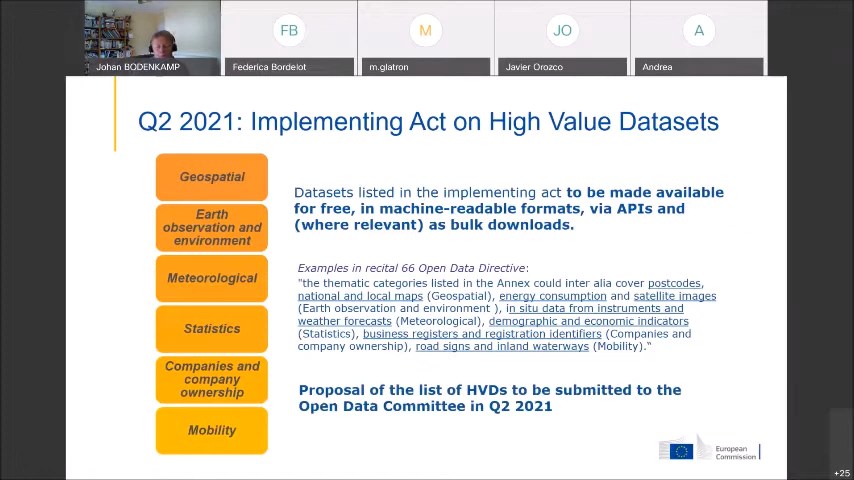 FB
M
JO
A
Johan BODENKAMP
Federica Bordelot
m.glatron
Javier Orozco
Andrea
Q2 2021: Implementing Act on High Value Datasets
Geospatial
Earth
observation and
environment
Meteorological
Statistics
Companies and
company
ownership
Mobility
Datasets listed in the implementing act to be made available
for free, in machine-readable formats, via APIs and
(where relevant) as bulk downloads.
Examples in recital 66 Open Data Directive:
"the thematic categories listed in the Annex could inter alia cover postcodes,
national and local maps (Geospatial), energy consumption and satellite images
(Earth observation and environment ), in situ data from instruments and
weather forecasts (Meteorological), demographic and economic indicators
(Statistics), business registers and registration identifiers (Companies and
company ownership), road signs and inland waterways (Mobility)."
Proposal of the list of HVDs to be submitted to the
Open Data Committee in Q2 2021
European
Commission
+25